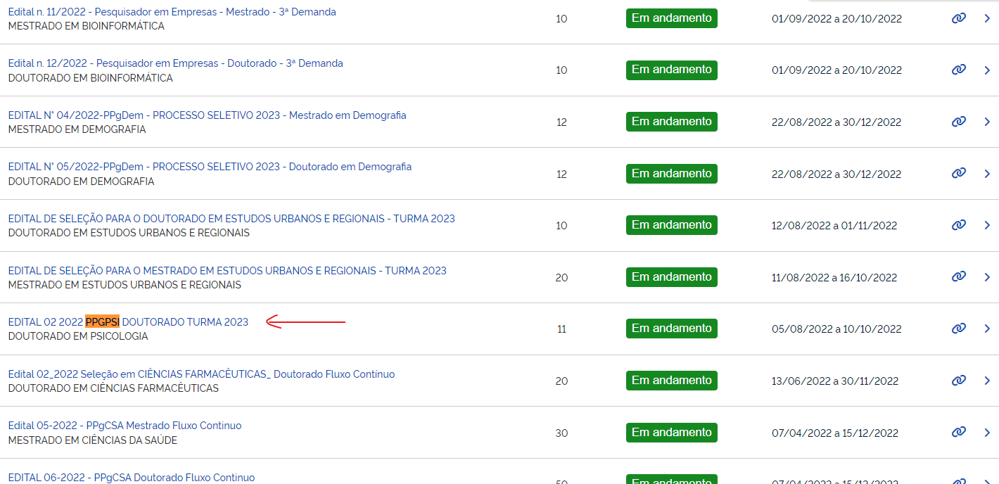 Edital n. 11/2022 - Pesquisador em Empresas - Mestrado - 3ª Demanda
MESTRADO EM BIOINFORMÁTICA
10
Em andamento
01/09/2022 a 20/10/2022
Edital n. 12/2022 - Pesquisador em Empresas - Doutorado - 3ª Demanda
DOUTORADO EM BIOINFORMÁTICA
10
Em andamento
01/09/2022 a 20/10/2022
EDITAL N° 04/2022-PPgDem - PROCESSO SELETIVO 2023 - Mestrado em Demografia
MESTRADO EM DEMOGRAFIA
12
Em andamento
22/08/2022 a 30/12/2022
EDITAL N° 05/2022-PPgDem - PROCESSO SELETIVO 2023 - Doutorado em Demografia
DOUTORADO EM DEMOGRAFIA
12
Em andamento
22/08/2022 a 30/12/2022
EDITAL DE SELEÇÃO PARA O DOUTORADO EM ESTUDOS URBANOS E REGIONAIS - TURMA 2023
DOUTORADO EM ESTUDOS URBANOS E REGIONAIS
10
Em andamento
12/08/2022 a 01/11/2022
EDITAL DE SELEÇÃO PARA O MESTRADO EM ESTUDOS URBANOS E REGIONAIS - TURMA 2023
MESTRADO EM ESTUDOS URBANOS E REGIONAIS
20
Em andamento
11/08/2022 a 16/10/2022
EDITAL 02 2022 PPGPSI DOUTORADO TURMA 2023
DOUTORADO EM PSICOLOGIA
11
Em andamento
05/08/2022 a 10/10/2022
Edital 02_2022 Seleção em CIÊNCIAS FARMACÊUTICAS_ Doutorado Fluxo Contínuo
DOUTORADO EM CIÊNCIAS FARMACÊUTICAS
20
Em andamento
13/06/2022 a 30/11/2022
Edital 05-2022 - PPgCSA Mestrado Fluxo Continuo
MESTRADO EM CIÊNCIAS DA SAÚDE
30
Em andamento
07/04/2022 a 15/12/2022
EDITAL 06-2022 - PPgCSA Doutorado Fluxo Continuo
50
Em andamento
07/04/2022 a 15/12/2022